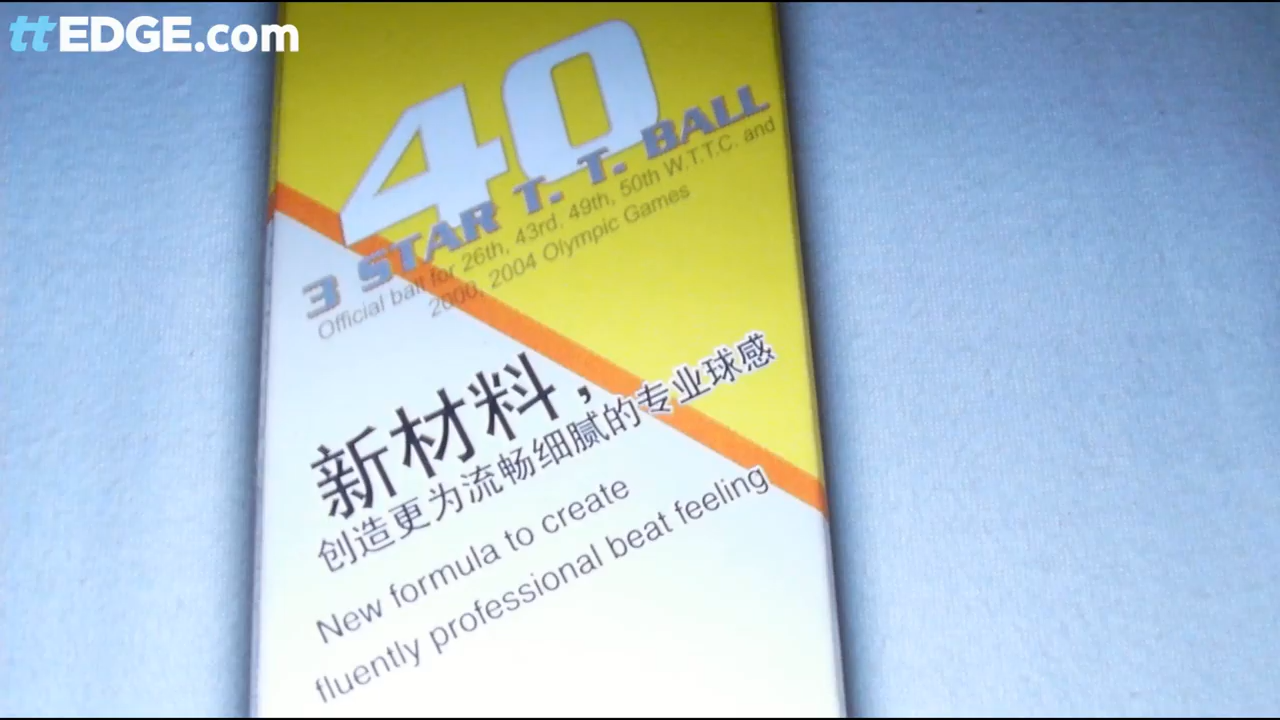 ttEDGE.com
40
3 STAR T. T. BALL
Official ball for 26th, 43rd, 49th, 50th W.T.T.C. and
2000, 2004 Olympic Games
新材料，
创造更为流畅细腻的专业球感
New formula to create
fluently professional beat feeling